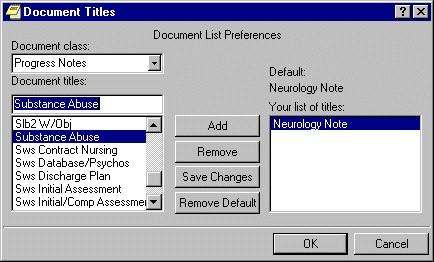 Document Titles
Document List Preferences
Document class:
Progress Notes
Document titles:
Substance Abuse
Slb2 W/Obj
Substance Abuse
Sws Contract Nursing
Sws Database/Psychos
Sws Discharge Plan
Sws Initial Assessment
Sws Initial/Comp Assessmer
Add
Remove
Save Changes
Remove Default
Default:
Neurology Note
Your list of titles:
Neurology Note
OK
Cancel